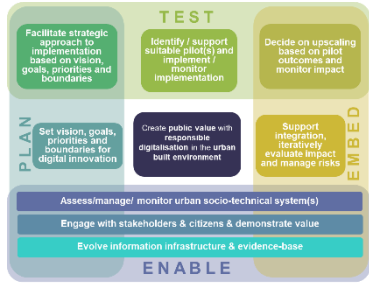 TEST
Facilitate strategic
approach to
implementation
based on vision,
goals, priorities and
boundaries
Identify / support
suitable pilot(s) and
implement /
monitor
implementation
Decide on upscaling
based on pilot
outcomes and
monitor impact
PLAN
Set vision, goals,
priorities and
boundaries for
digital innovation
Create public value with
responsible
digitalisation in the urban
built environment
Support
integration,
iteratively
evaluate impact
and manage risks
EMBED
Assess/manage/ monitor urban socio-technical system(s)
Engage with stakeholders & citizens & demonstrate value
Evolve information infrastructure & evidence-base
ENABLE